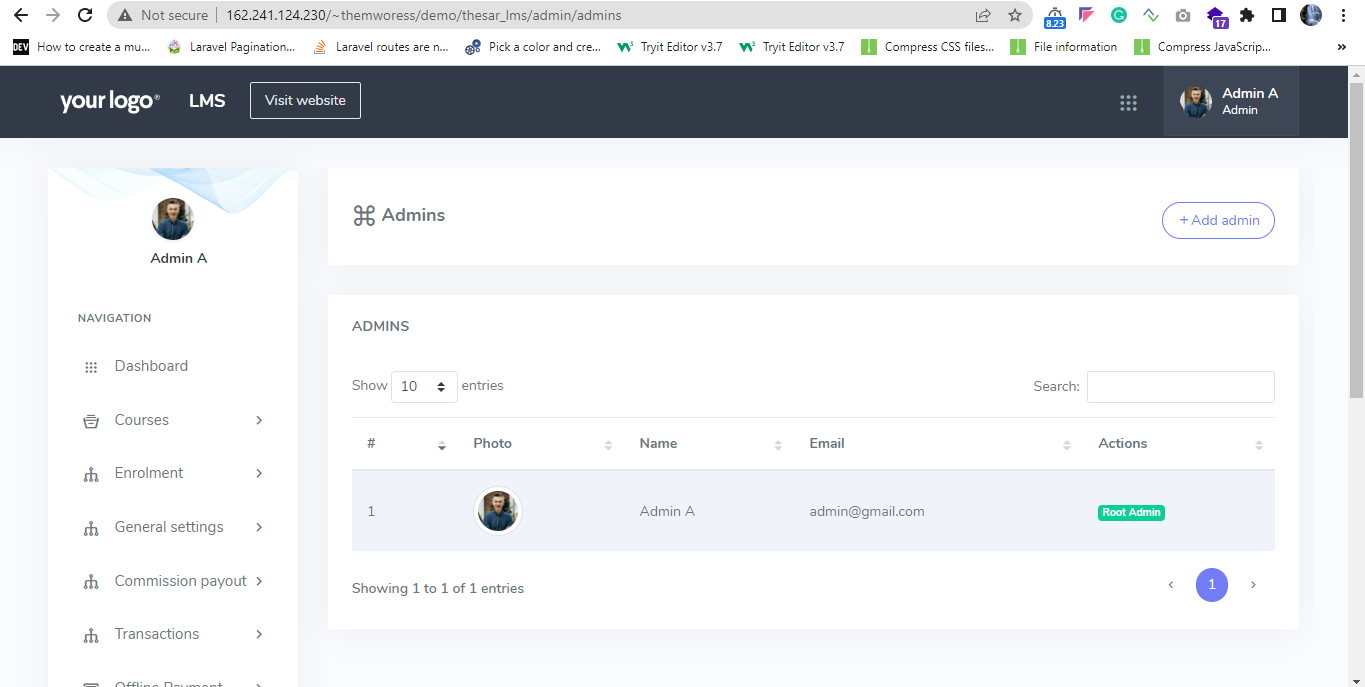 Not secure 162.241.124.230/~themworess/demo/thesar_lms/admin/admins
8.23
17
DEV How to create a mu... Laravel Pagination... Laravel routes are n... Pick a color and cre... Tryit Editor v3.7 Tryit Editor v3.7 Compress CSS files... File information Compress JavaScrip... »
your logo® LMS Visit website
Admin A
Admin
Admin A
NAVIGATION
Dashboard
Courses
Enrolment
General settings
Commission payout
Transactions
Offline Payment
Admins
+ Add admin
ADMINS
Show 10 entries
Search:
# Photo Name Email Actions
1 Admin A admin@gmail.com Root Admin
Showing 1 to 1 of 1 entries
‹ 1 ›